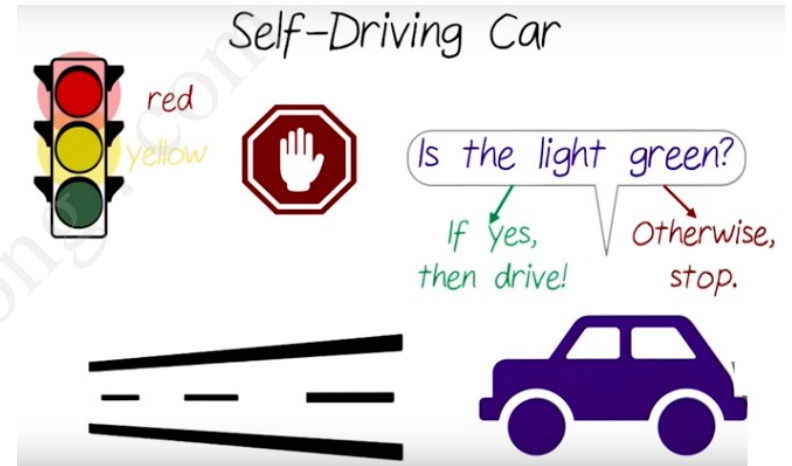 Self-Driving Car
red
yellow
Is the light green?
If yes,
then drive!
Otherwise,
stop.